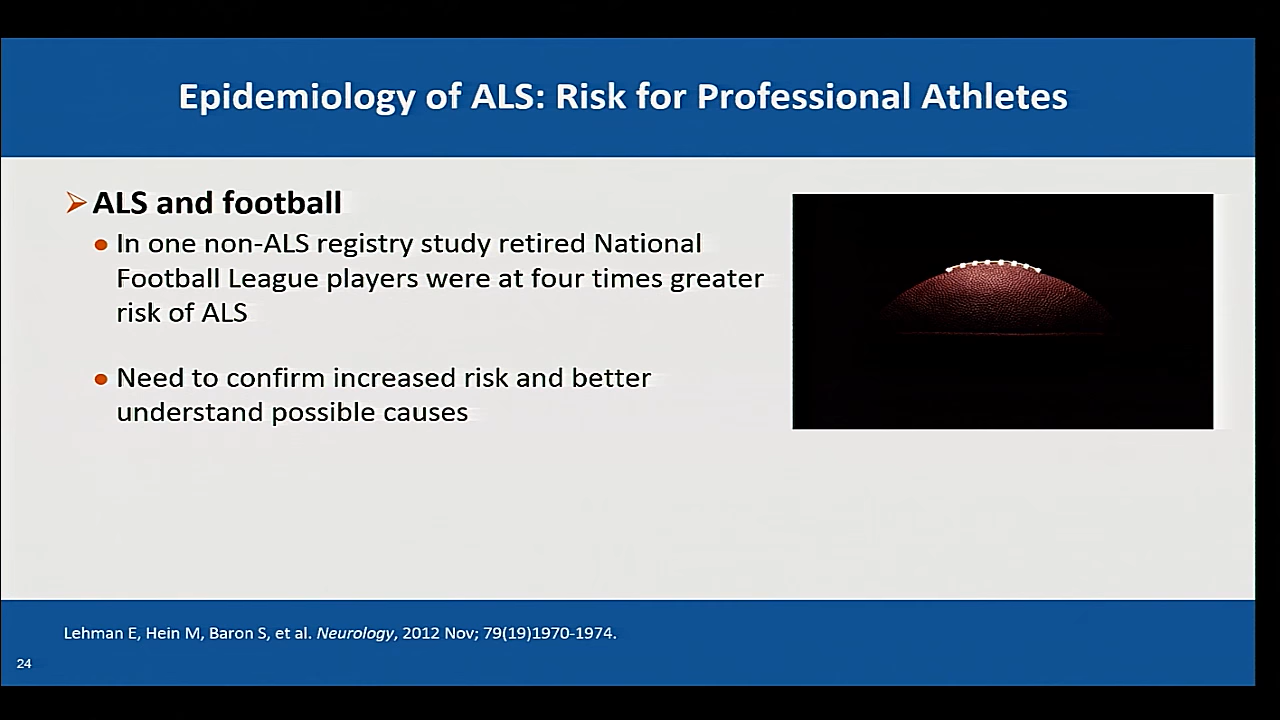 Epidemiology of ALS: Risk for Professional Athletes
ALS and football
In one non-ALS registry study retired National
Football League players were at four times greater
risk of ALS
Need to confirm increased risk and better
understand possible causes
Lehman E, Hein M, Baron S, et al. Neurology, 2012 Nov; 79(19)1970-1974.
24